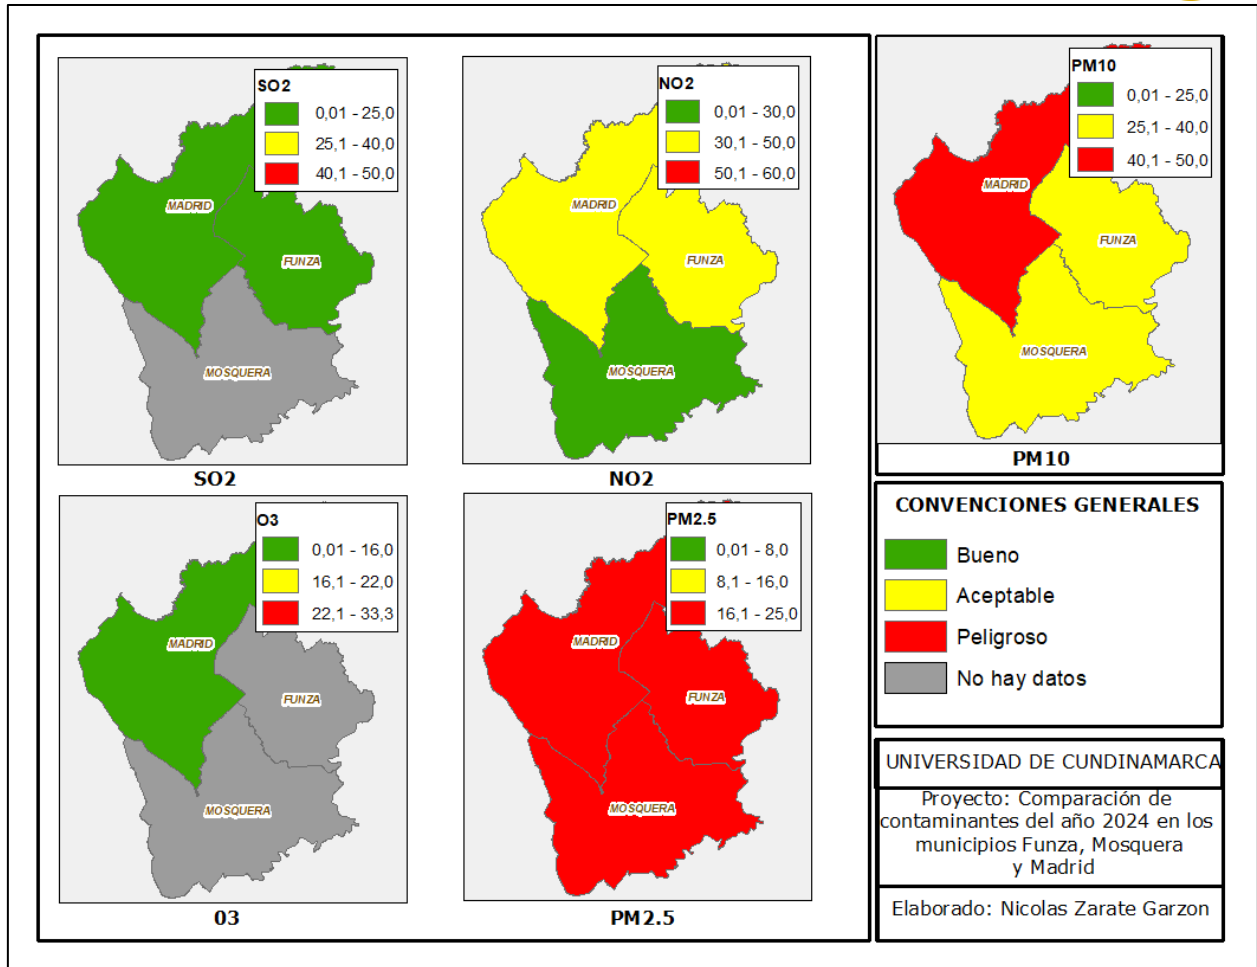 SO2
0,01 - 25,0
25,1 - 40,0
40,1 - 50,0
MADRID
FUNZA
MOSQUERA
SO2
NO2
0,01 - 30,0
30,1 - 50,0
50,1 - 60,0
MADRID
FUNZA
MOSQUERA
NO2
PM10
0,01 - 25,0
25,1 - 40,0
40,1 - 50,0
MADRID
FUNZA
MOSQUERA
PM10
O3
0,01 - 16,0
16,1 - 22,0
22,1 - 33,3
MADRID
FUNZA
MOSQUERA
03
PM2.5
0,01 - 8,0
8,1 - 16,0
16,1 - 25,0
MADRID
FUNZA
MOSQUERA
PM2.5
CONVENCIONES GENERALES
Bueno
Aceptable
Peligroso
No hay datos
UNIVERSIDAD DE CUNDINAMARCA
Proyecto: Comparación de
contaminantes del año 2024 en los
municipios Funza, Mosquera
y Madrid
Elaborado: Nicolas Zarate Garzon